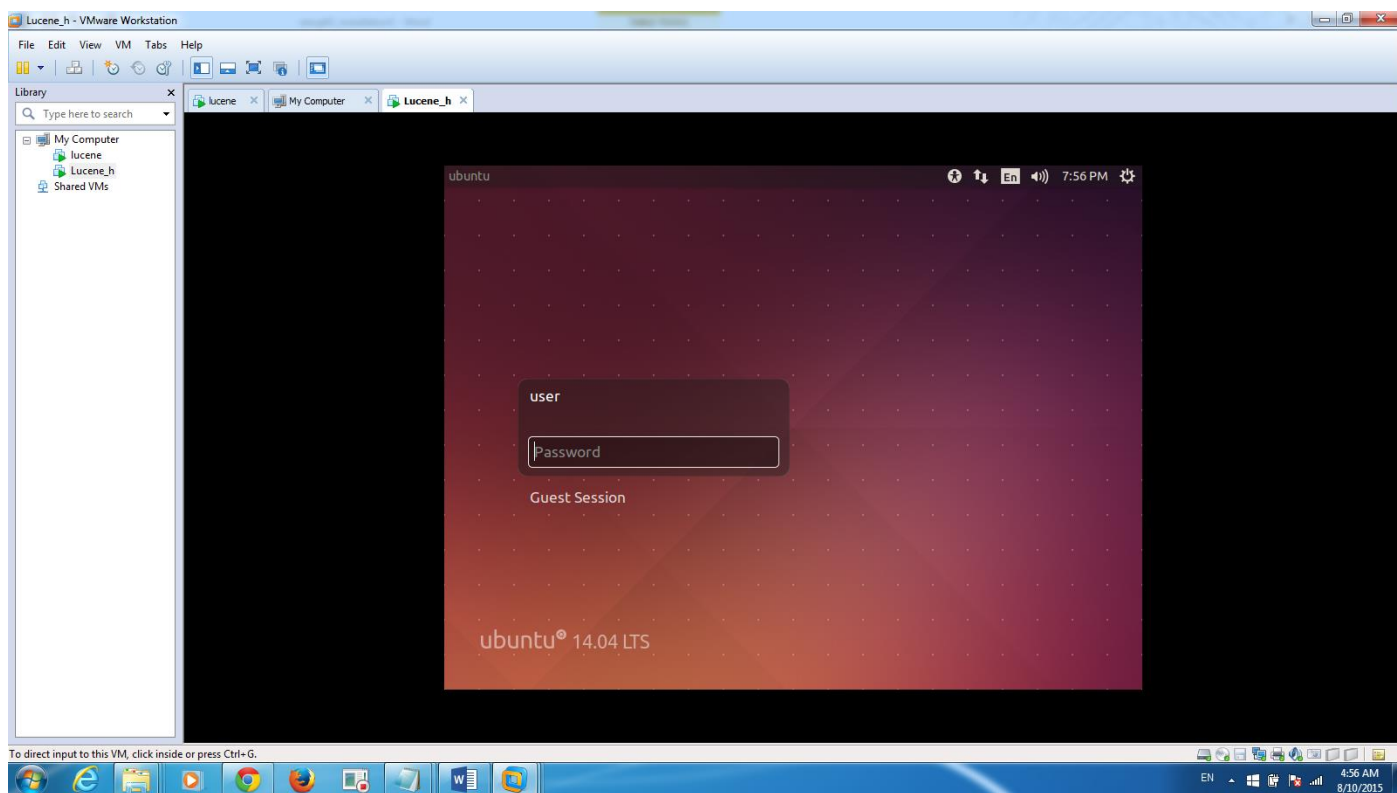 Lucene_h - VMware Workstation
File Edit View VM Tabs Help
Library
Type here to search
My Computer
lucene
Lucene_h
Shared VMs
lucene My Computer Lucene_h
ubuntu En 7:56 PM
user
Password
Guest Session
ubuntu® 14.04 LTS
To direct input to this VM, click inside or press Ctrl+G.
EN 4:56 AM
8/10/2015